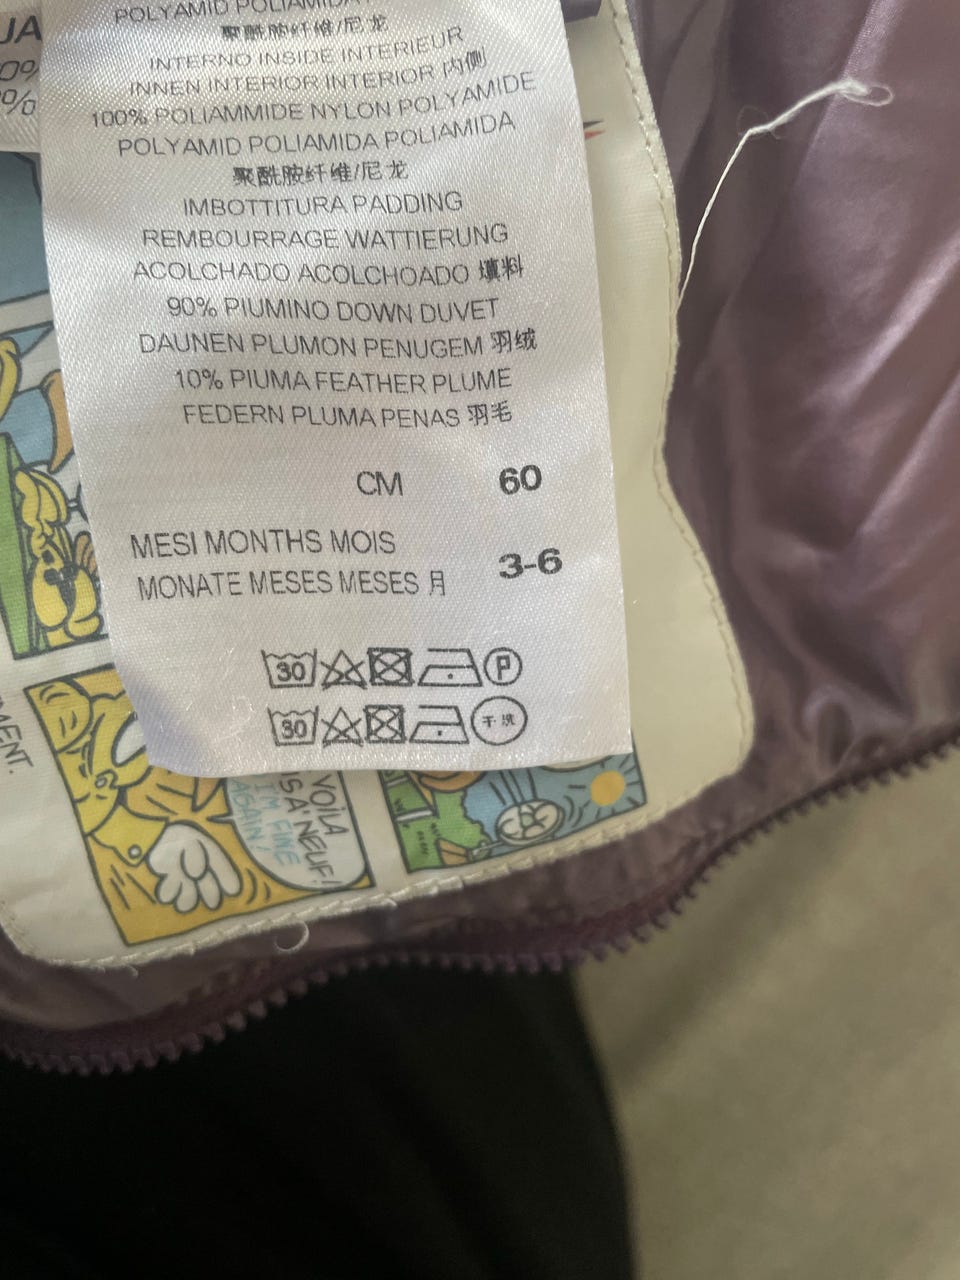 POLYAMID POLIAMIDA
聚酰胺纤维/尼龙
INTERNO INSIDE INTERIEUR
INNEN INTERIOR INTERIOR 内侧
100% POLIAMMIDE NYLON POLYAMIDE
POLYAMID POLIAMIDA POLIAMIDA
聚酰胺纤维/尼龙
IMBOTTITURA PADDING
REMBOURRAGE WATTIERUNG
ACOLCHADO ACOLCHOADO 填料
90% PIUMINO DOWN DUVET
DAUNEN PLUMON PENUGEM 羽绒
10% PIUMA FEATHER PLUME
FEDERN PLUMA PENAS 羽毛
CM 60
MESI MONTHS MOIS
MONATE MESES MESES 月 3-6
30 P
30 干洗
VOILA
I'M FINE
AGAIN!